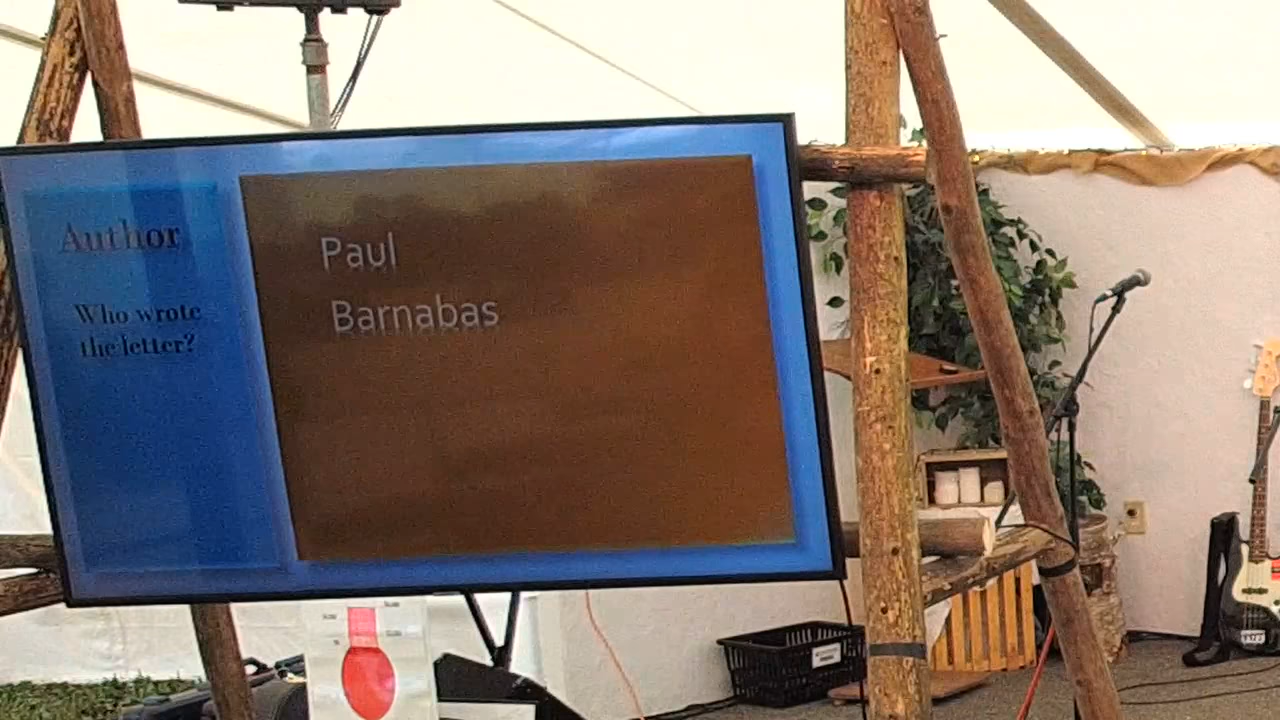 Author
Who wrote
the letter?
Paul
Barnabas